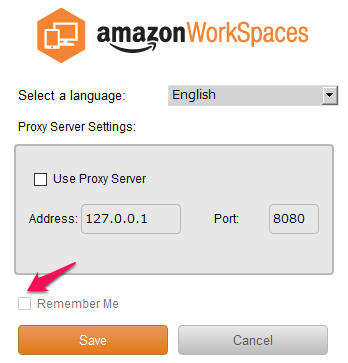 amazonWorkSpaces
Select a language: English
Proxy Server Settings:
Use Proxy Server
Address: 127.0.0.1 Port: 8080
Remember Me
Save Cancel